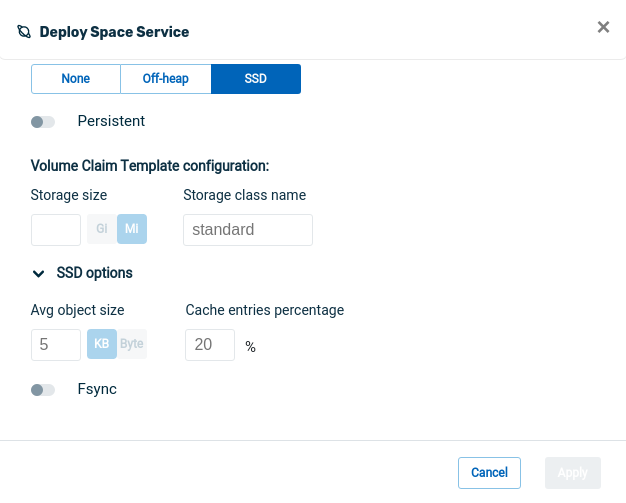 Deploy Space Service ×
None Off-heap SSD
Persistent
Volume Claim Template configuration:
Storage size Storage class name
GI MI standard
SSD options
Avg object size Cache entries percentage
5 KB Byte 20 %
Fsync
Cancel Apply